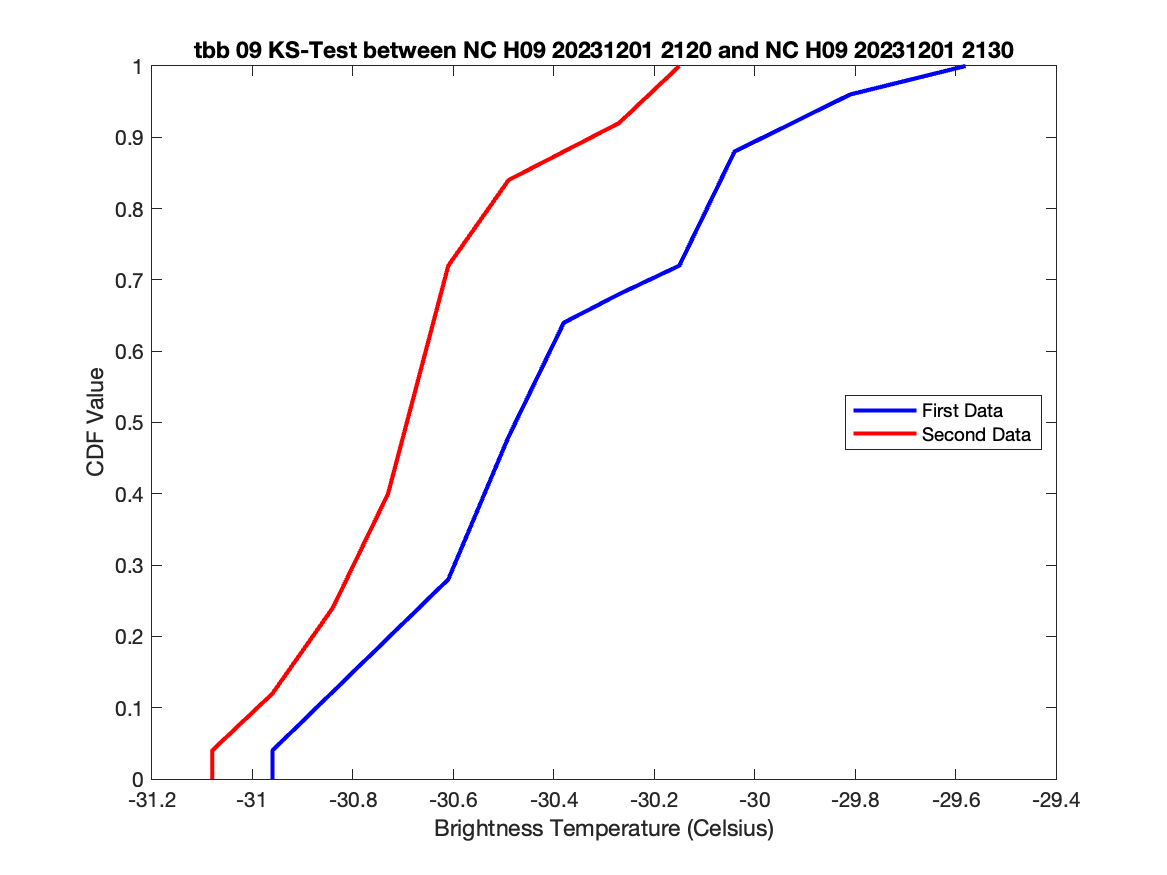 tbb 09 KS-Test between NC H09 20231201 2120 and NC H09 20231201 2130
1
0.9
0.8
0.7
0.6
0.5
0.4
0.3
0.2
0.1
0
CDF Value
First Data
Second Data
-31.2 -31 -30.8 -30.6 -30.4 -30.2 -30 -29.8 -29.6 -29.4
Brightness Temperature (Celsius)